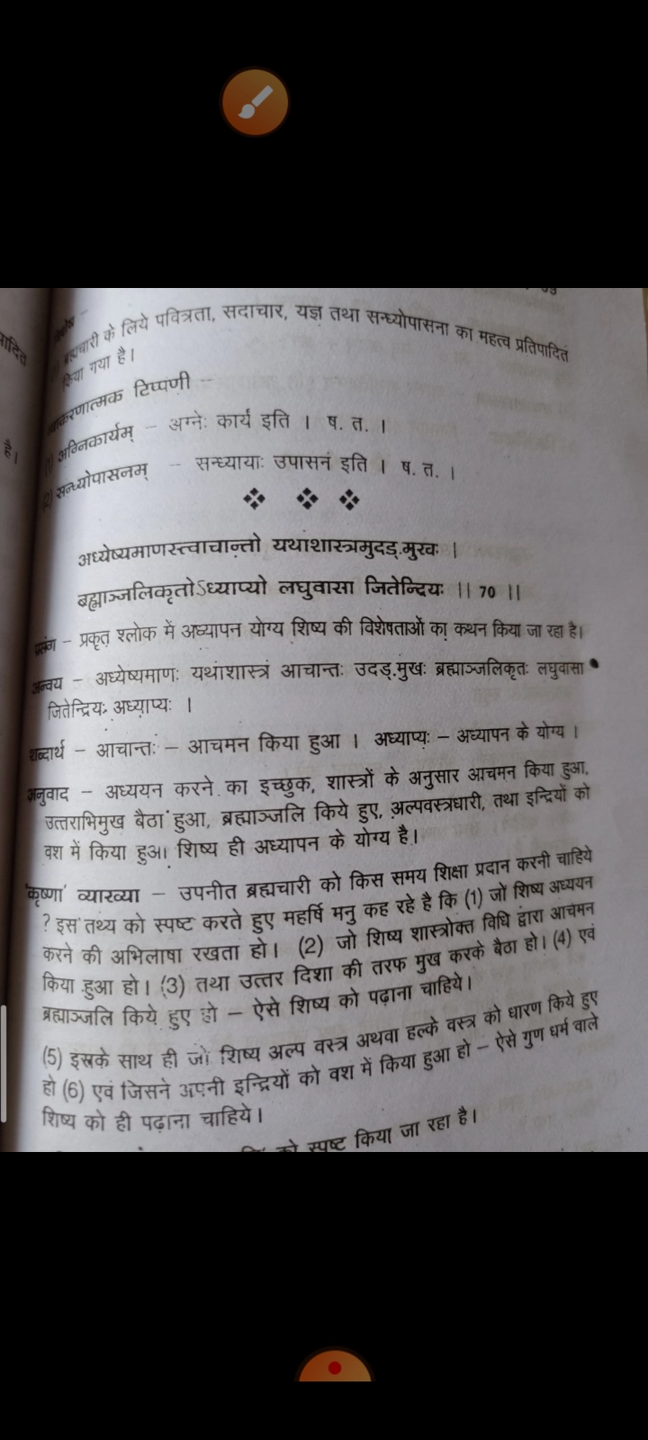 ब्रह्मचारी के लिये पवित्रता, सदाचार, यज्ञ तथा सन्ध्योपासना का महत्व प्रतिपादित
किया गया है।
टिप्पणी –
अग्निकार्यम् – अग्नेः कार्यं इति । ष. त. ।
सन्ध्योपासनम् – सन्ध्यायाः उपासनं इति । ष. त. ।
अध्येष्यमाणस्त्वाचान्तो यथाशास्त्रमुदड्.मुरवः ।
बह्माञ्जलिकृतोऽध्याप्यो लघुवासा जितेन्दियः ।। 70 ।।
प्रसंग – प्रकृत श्लोक में अध्यापन योग्य शिष्य की विशेषताओं का कथन किया जा रहा है।
अन्वय – अध्येष्यमाणः यथाशास्त्रं आचान्तः उदड्.मुखः ब्रह्माञ्जलिकृतः लघुवासा
जितेन्द्रियः अध्याप्यः ।
शब्दार्थ – आचान्तः – आचमन किया हुआ । अध्याप्यः – अध्यापन के योग्य ।
अनुवाद – अध्ययन करने का इच्छुक, शास्त्रों के अनुसार आचमन किया हुआ,
उत्तराभिमुख बैठा हुआ, ब्रह्माञ्जलि किये हुए, अल्पवस्त्रधारी, तथा इन्द्रियों को
वश में किया हुआ शिष्य ही अध्यापन के योग्य है।
'कृष्णा' व्याख्या – उपनीत ब्रह्मचारी को किस समय शिक्षा प्रदान करनी चाहिये
? इस तथ्य को स्पष्ट करते हुए महर्षि मनु कह रहे है कि (1) जो शिष्य अध्ययन
करने की अभिलाषा रखता हो। (2) जो शिष्य शास्त्रोक्त विधि द्वारा आचमन
किया हुआ हो। (3) तथा उत्तर दिशा की तरफ मुख करके बैठा हो। (4) एवं
ब्रह्माञ्जलि किये हुए हो – ऐसे शिष्य को पढ़ाना चाहिये।
(5) इसके साथ ही जो शिष्य अल्प वस्त्र अथवा हल्के वस्त्र को धारण किये हुए
हो (6) एवं जिसने अपनी इन्द्रियों को वश में किया हुआ हो – ऐसे गुण धर्म वाले
शिष्य को ही पढ़ाना चाहिये।
को स्पष्ट किया जा रहा है।